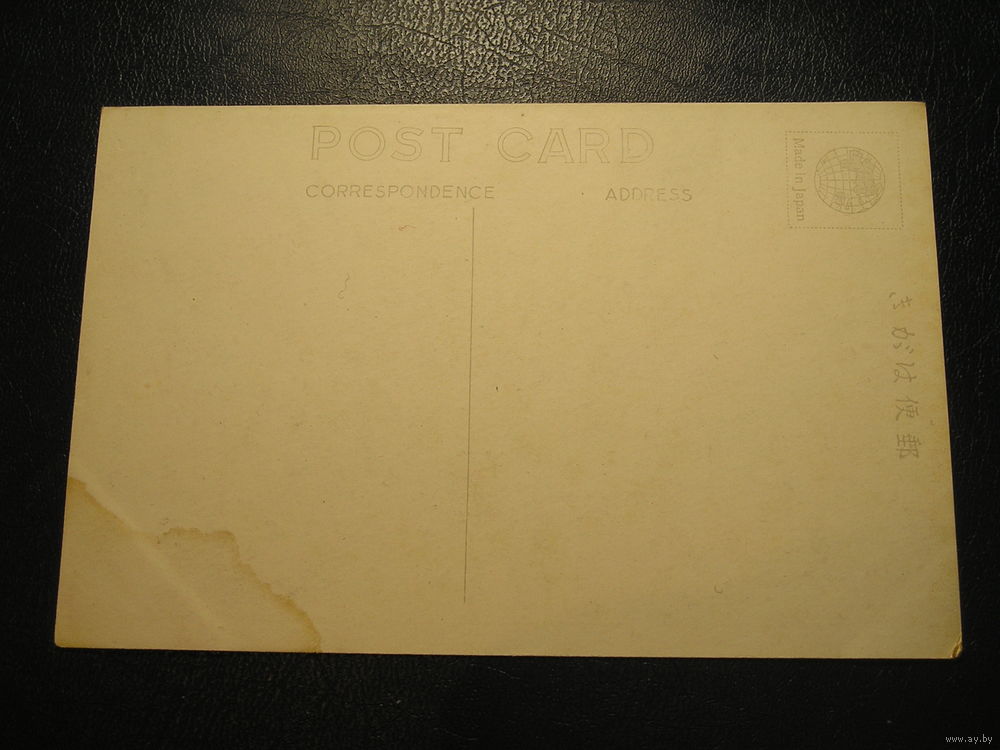 POST CARD
CORRESPONDENCE
ADDRESS
Made in Japan
きがは便郵
www.ay.by